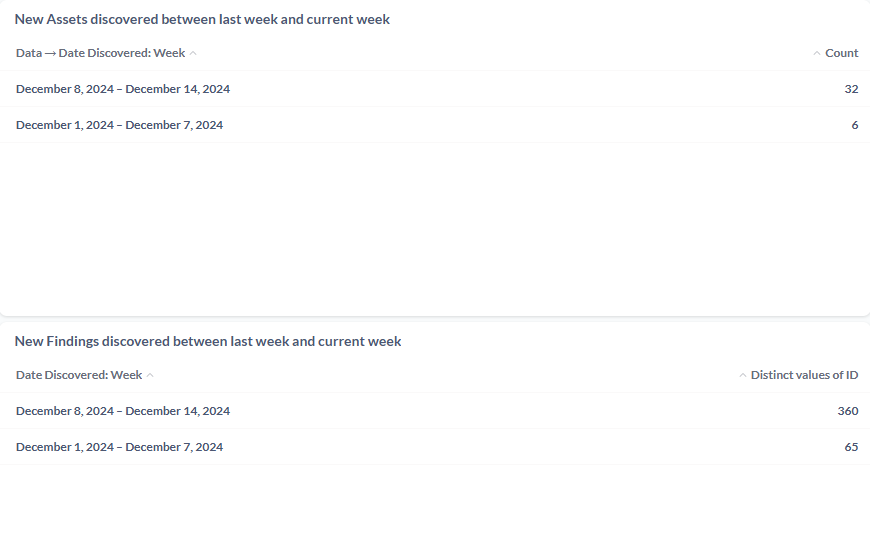 New Assets discovered between last week and current week
Data → Date Discovered: Week Count
December 8, 2024 – December 14, 2024 32
December 1, 2024 – December 7, 2024 6
New Findings discovered between last week and current week
Date Discovered: Week Distinct values of ID
December 8, 2024 – December 14, 2024 360
December 1, 2024 – December 7, 2024 65